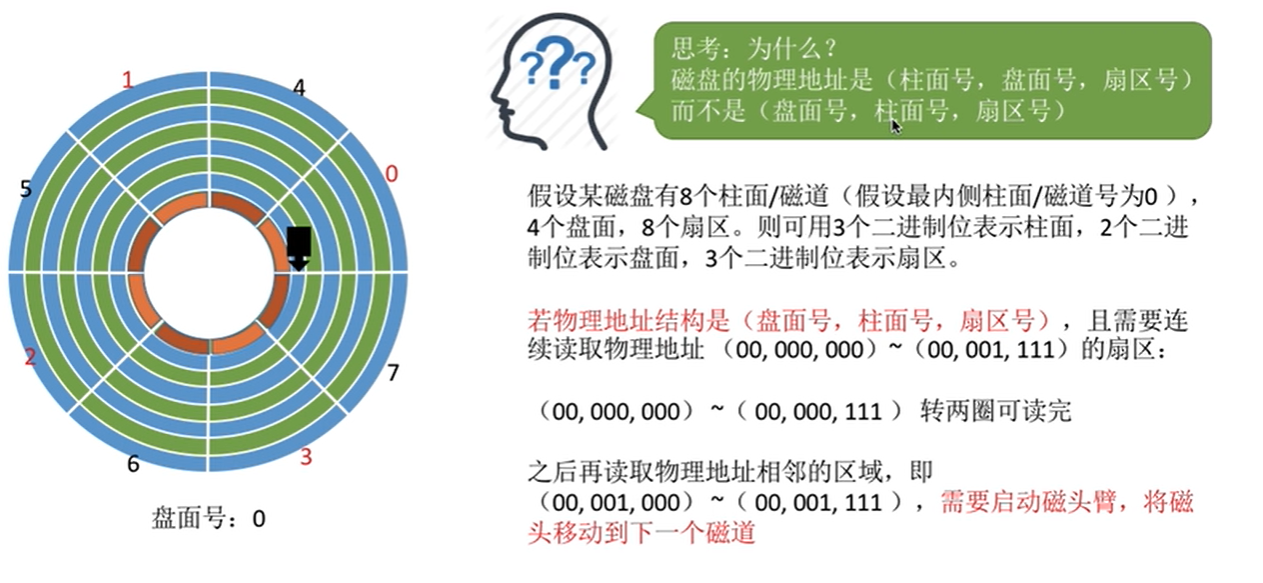 ???
思考：为什么？
磁盘的物理地址是（柱面号，盘面号，扇区号）
而不是（盘面号，柱面号，扇区号）
1
4
0
5
2
7
6
3
盘面号：0
假设某磁盘有8个柱面/磁道（假设最内侧柱面/磁道号为0），
4个盘面，8个扇区。则可用3个二进制位表示柱面，2个二进
制位表示盘面，3个二进制位表示扇区。
若物理地址结构是（盘面号，柱面号，扇区号），且需要连
续读取物理地址 （00, 000, 000）~（00, 001, 111）的扇区：
（00, 000, 000） ~（ 00, 000, 111 ） 转两圈可读完
之后再读取物理地址相邻的区域，即
（00, 001, 000） ~（ 00, 001, 111 ），需要启动磁头臂，将磁
头移动到下一个磁道